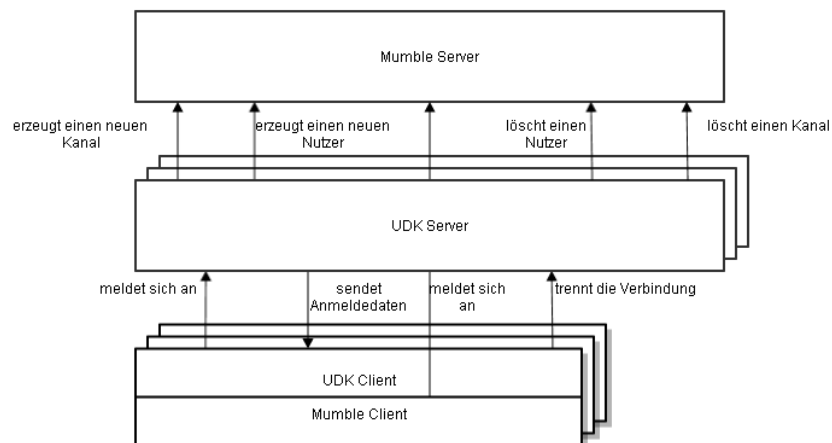 Mumble Server
erzeugt einen neuen
Kanal
erzeugt einen neuen
Nutzer
löscht einen
Nutzer
löscht einen Kanal
UDK Server
meldet sich an
sendet
Anmeldedaten
meldet sich
an
trennt die Verbindung
UDK Client
Mumble Client